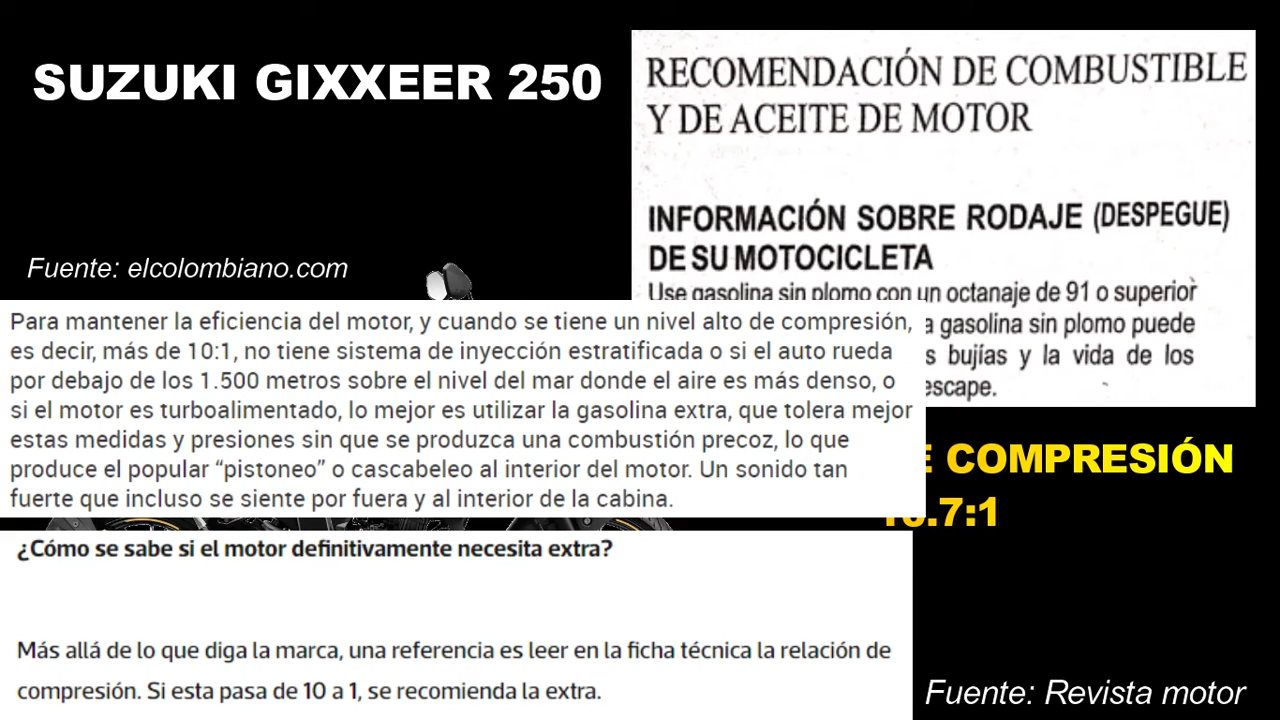 SUZUKI GIXXEER 250
RECOMENDACIÓN DE COMBUSTIBLE
Y DE ACEITE DE MOTOR
INFORMACIÓN SOBRE RODAJE (DESPEGUE)
DE SU MOTOCICLETA
Use gasolina sin plomo con un octanaje de 91 o superior
a gasolina sin plomo puede
s bujías y la vida de los
escape.
Fuente: elcolombiano.com
Para mantener la eficiencia del motor, y cuando se tiene un nivel alto de compresión,
es decir, más de 10:1, no tiene sistema de inyección estratificada o si el auto rueda
por debajo de los 1.500 metros sobre el nivel del mar donde el aire es más denso, o
si el motor es turboalimentado, lo mejor es utilizar la gasolina extra, que tolera mejor
estas medidas y presiones sin que se produzca una combustión precoz, lo que
produce el popular “pistoneo” o cascabeleo al interior del motor. Un sonido tan
fuerte que incluso se siente por fuera y al interior de la cabina.
E COMPRESIÓN
.7:1
¿Cómo se sabe si el motor definitivamente necesita extra?
Más allá de lo que diga la marca, una referencia es leer en la ficha técnica la relación de
compresión. Si esta pasa de 10 a 1, se recomienda la extra.
Fuente: Revista motor